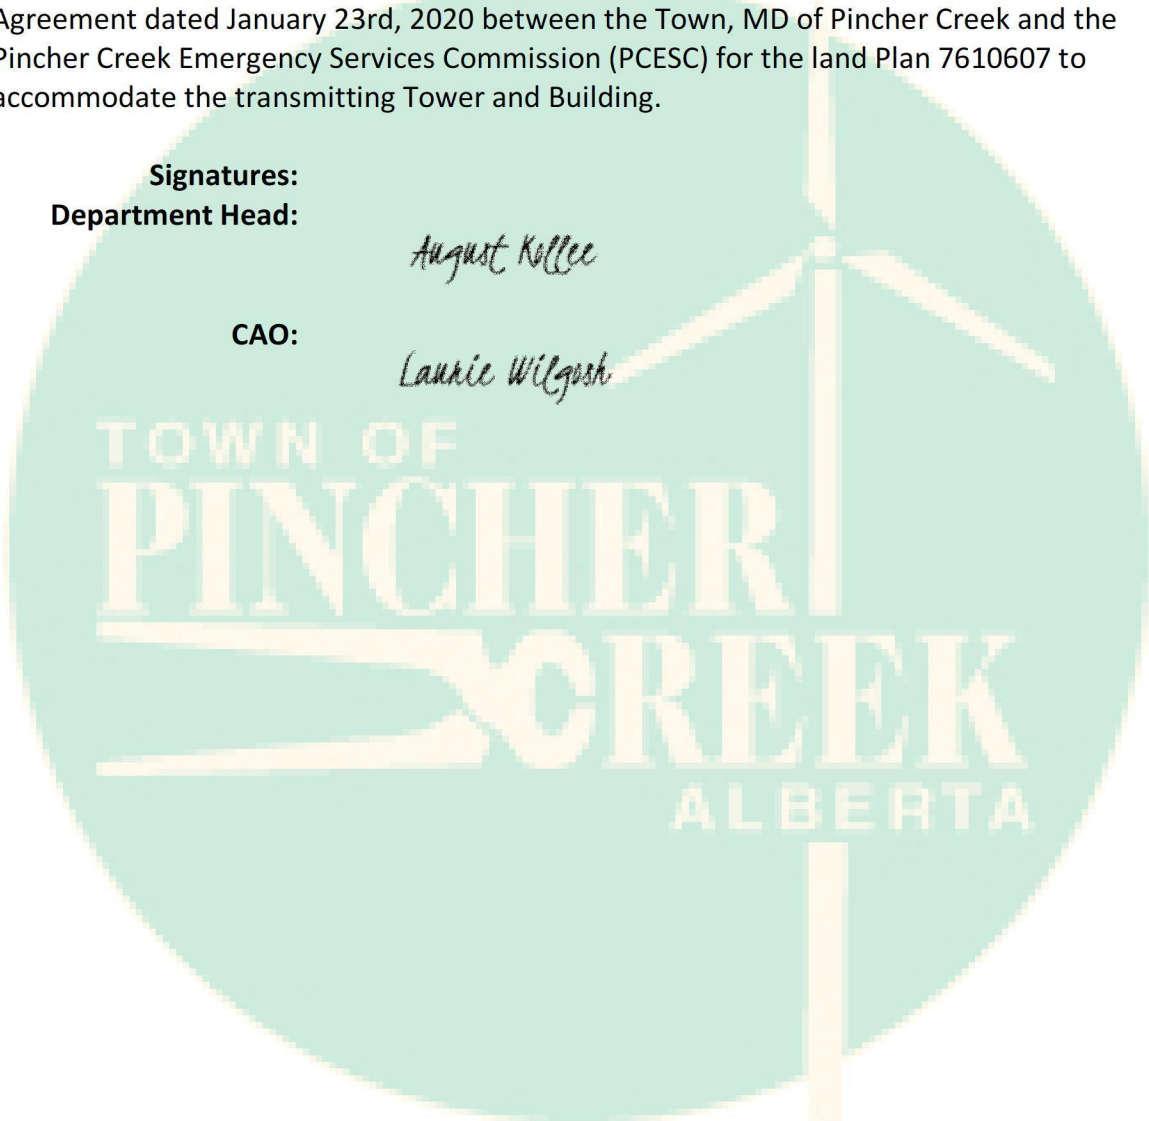 Agreement dated January 23rd, 2020 between the Town, MD of Pincher Creek and the
Pincher Creek Emergency Services Commission (PCESC) for the land Plan 7610607 to
accommodate the transmitting Tower and Building.
Signatures:
Department Head:
August Kollee
CAO:
Laurie Wilgosh
TOWN OF
PINCHER
CREEK
ALBERTA